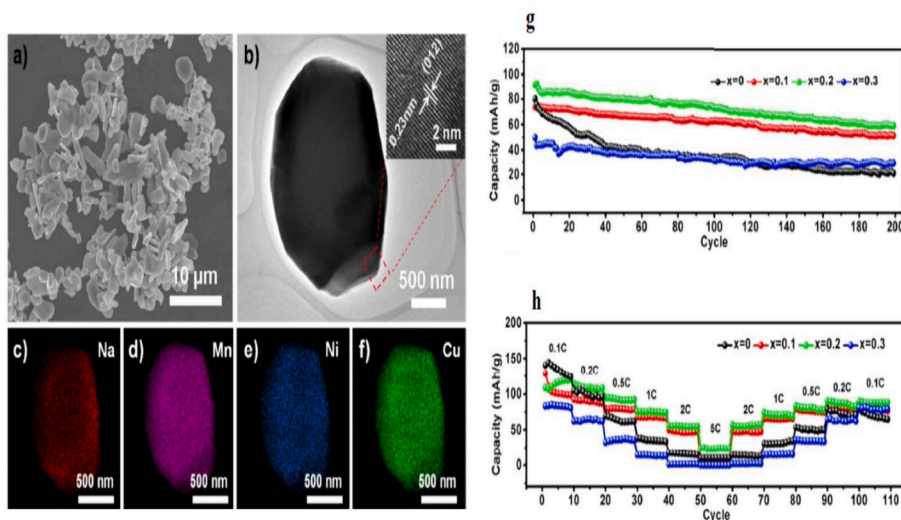 a)
10 µm
b)
0.23nm
(012)
2 nm
500 nm
c)
Na
500 nm
d)
Mn
500 nm
e)
Ni
500 nm
f)
Cu
500 nm
g
Capacity (mAh/g)
120
100
80
60
40
20
0
x=0 x=0.1 x=0.2 x=0.3
0 20 40 60 80 100 120 140 160 180 200
Cycle
h
Capacity (mAh/g)
200
150
100
50
0
x=0 x=0.1 x=0.2 x=0.3
0.1C 0.2C 0.5C 1C 2C 5C 2C 1C 0.5C 0.2C 0.1C
0 10 20 30 40 50 60 70 80 90 100 110
Cycle